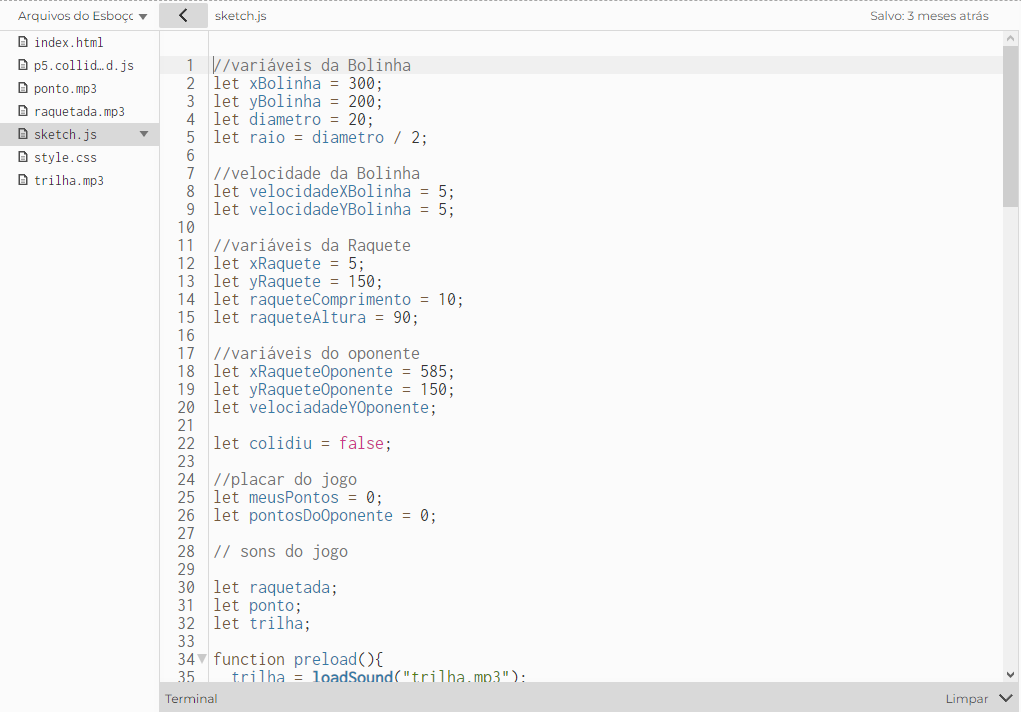 Arquivos do Esboço
sketch.js
Salvo: 3 meses atrás
index.html
p5.collid…d.js
ponto.mp3
raquetada.mp3
sketch.js
style.css
trilha.mp3
1 //variáveis da Bolinha
2 let xBolinha = 300;
3 let yBolinha = 200;
4 let diametro = 20;
5 let raio = diametro / 2;
6
7 //velocidade da Bolinha
8 let velocidadeXBolinha = 5;
9 let velocidadeYBolinha = 5;
10
11 //variáveis da Raquete
12 let xRaquete = 5;
13 let yRaquete = 150;
14 let raqueteComprimento = 10;
15 let raqueteAltura = 90;
16
17 //variáveis do oponente
18 let xRaqueteOponente = 585;
19 let yRaqueteOponente = 150;
20 let velociadadeYOponente;
21
22 let colidiu = false;
23
24 //placar do jogo
25 let meusPontos = 0;
26 let pontosDoOponente = 0;
27
28 // sons do jogo
29
30 let raquetada;
31 let ponto;
32 let trilha;
33
34 function preload(){
35 trilha = loadSound("trilha.mp3");
Terminal
Limpar